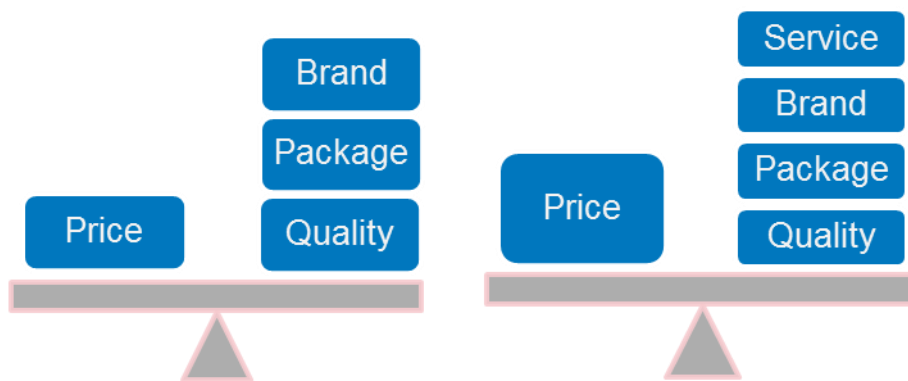 Brand
Package
Price
Quality
Service
Brand
Package
Price
Quality